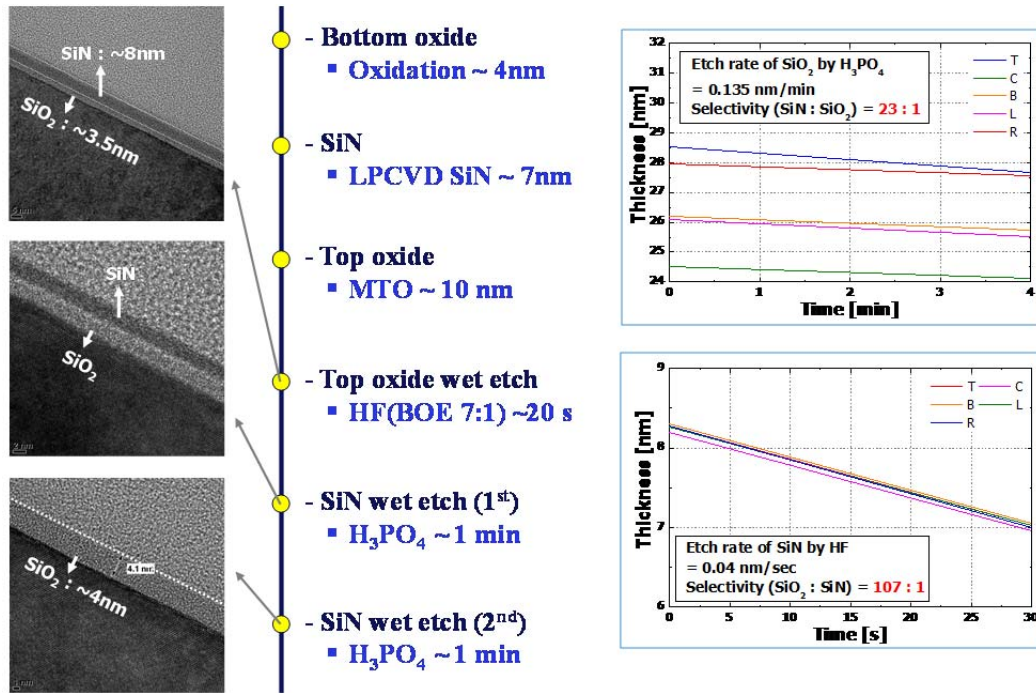 SiN : ~8nm
SiO₂ : ~3.5nm
5 nm
SiN
SiO₂
2 nm
4.1 nm
SiO₂ : ~4nm
- Bottom oxide
▪ Oxidation ~ 4nm
- SiN
▪ LPCVD SiN ~ 7nm
- Top oxide
▪ MTO ~ 10 nm
- Top oxide wet etch
▪ HF(BOE 7:1) ~20 s
- SiN wet etch (1st)
▪ H₃PO₄ ~ 1 min
- SiN wet etch (2nd)
▪ H₃PO₄ ~ 1 min
Thickness [nm]
32
31
30
29
28
27
26
25
24
Etch rate of SiO₂ by H₃PO₄
= 0.135 nm/min
Selectivity (SiN : SiO₂) = 23 : 1
T
C
B
L
R
0 1 2 3 4
Time [min]
Thickness [nm]
9
8
7
6
T C
B L
R
Etch rate of SiN by HF
= 0.04 nm/sec
Selectivity (SiO₂ : SiN) = 107 : 1
0 5 10 15 20 25 30
Time [s]